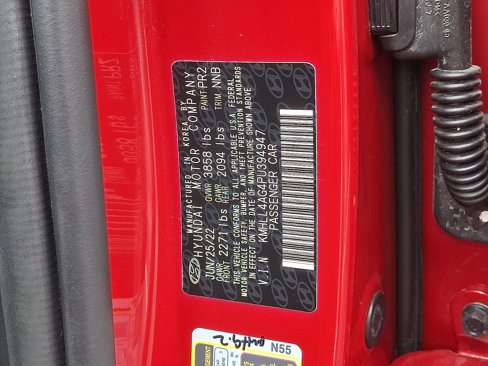 MANUFACTURED IN KOREA BY
HYUNDAI MOTOR COMPANY
JUN/25/22 GVWR 3858 lbs PAINT PR2
GAWR FRONT 2271 lbs GAWR REAR 2094 lbs TRIM NNB
THIS VEHICLE CONFORMS TO ALL APPLICABLE U.S. FEDERAL
MOTOR VEHICLE SAFETY, BUMPER, AND THEFT PREVENTION STANDARDS
IN EFFECT ON THE DATE OF MANUFACTURE SHOWN ABOVE.
V.I.N
PASSENGER CAR
N55